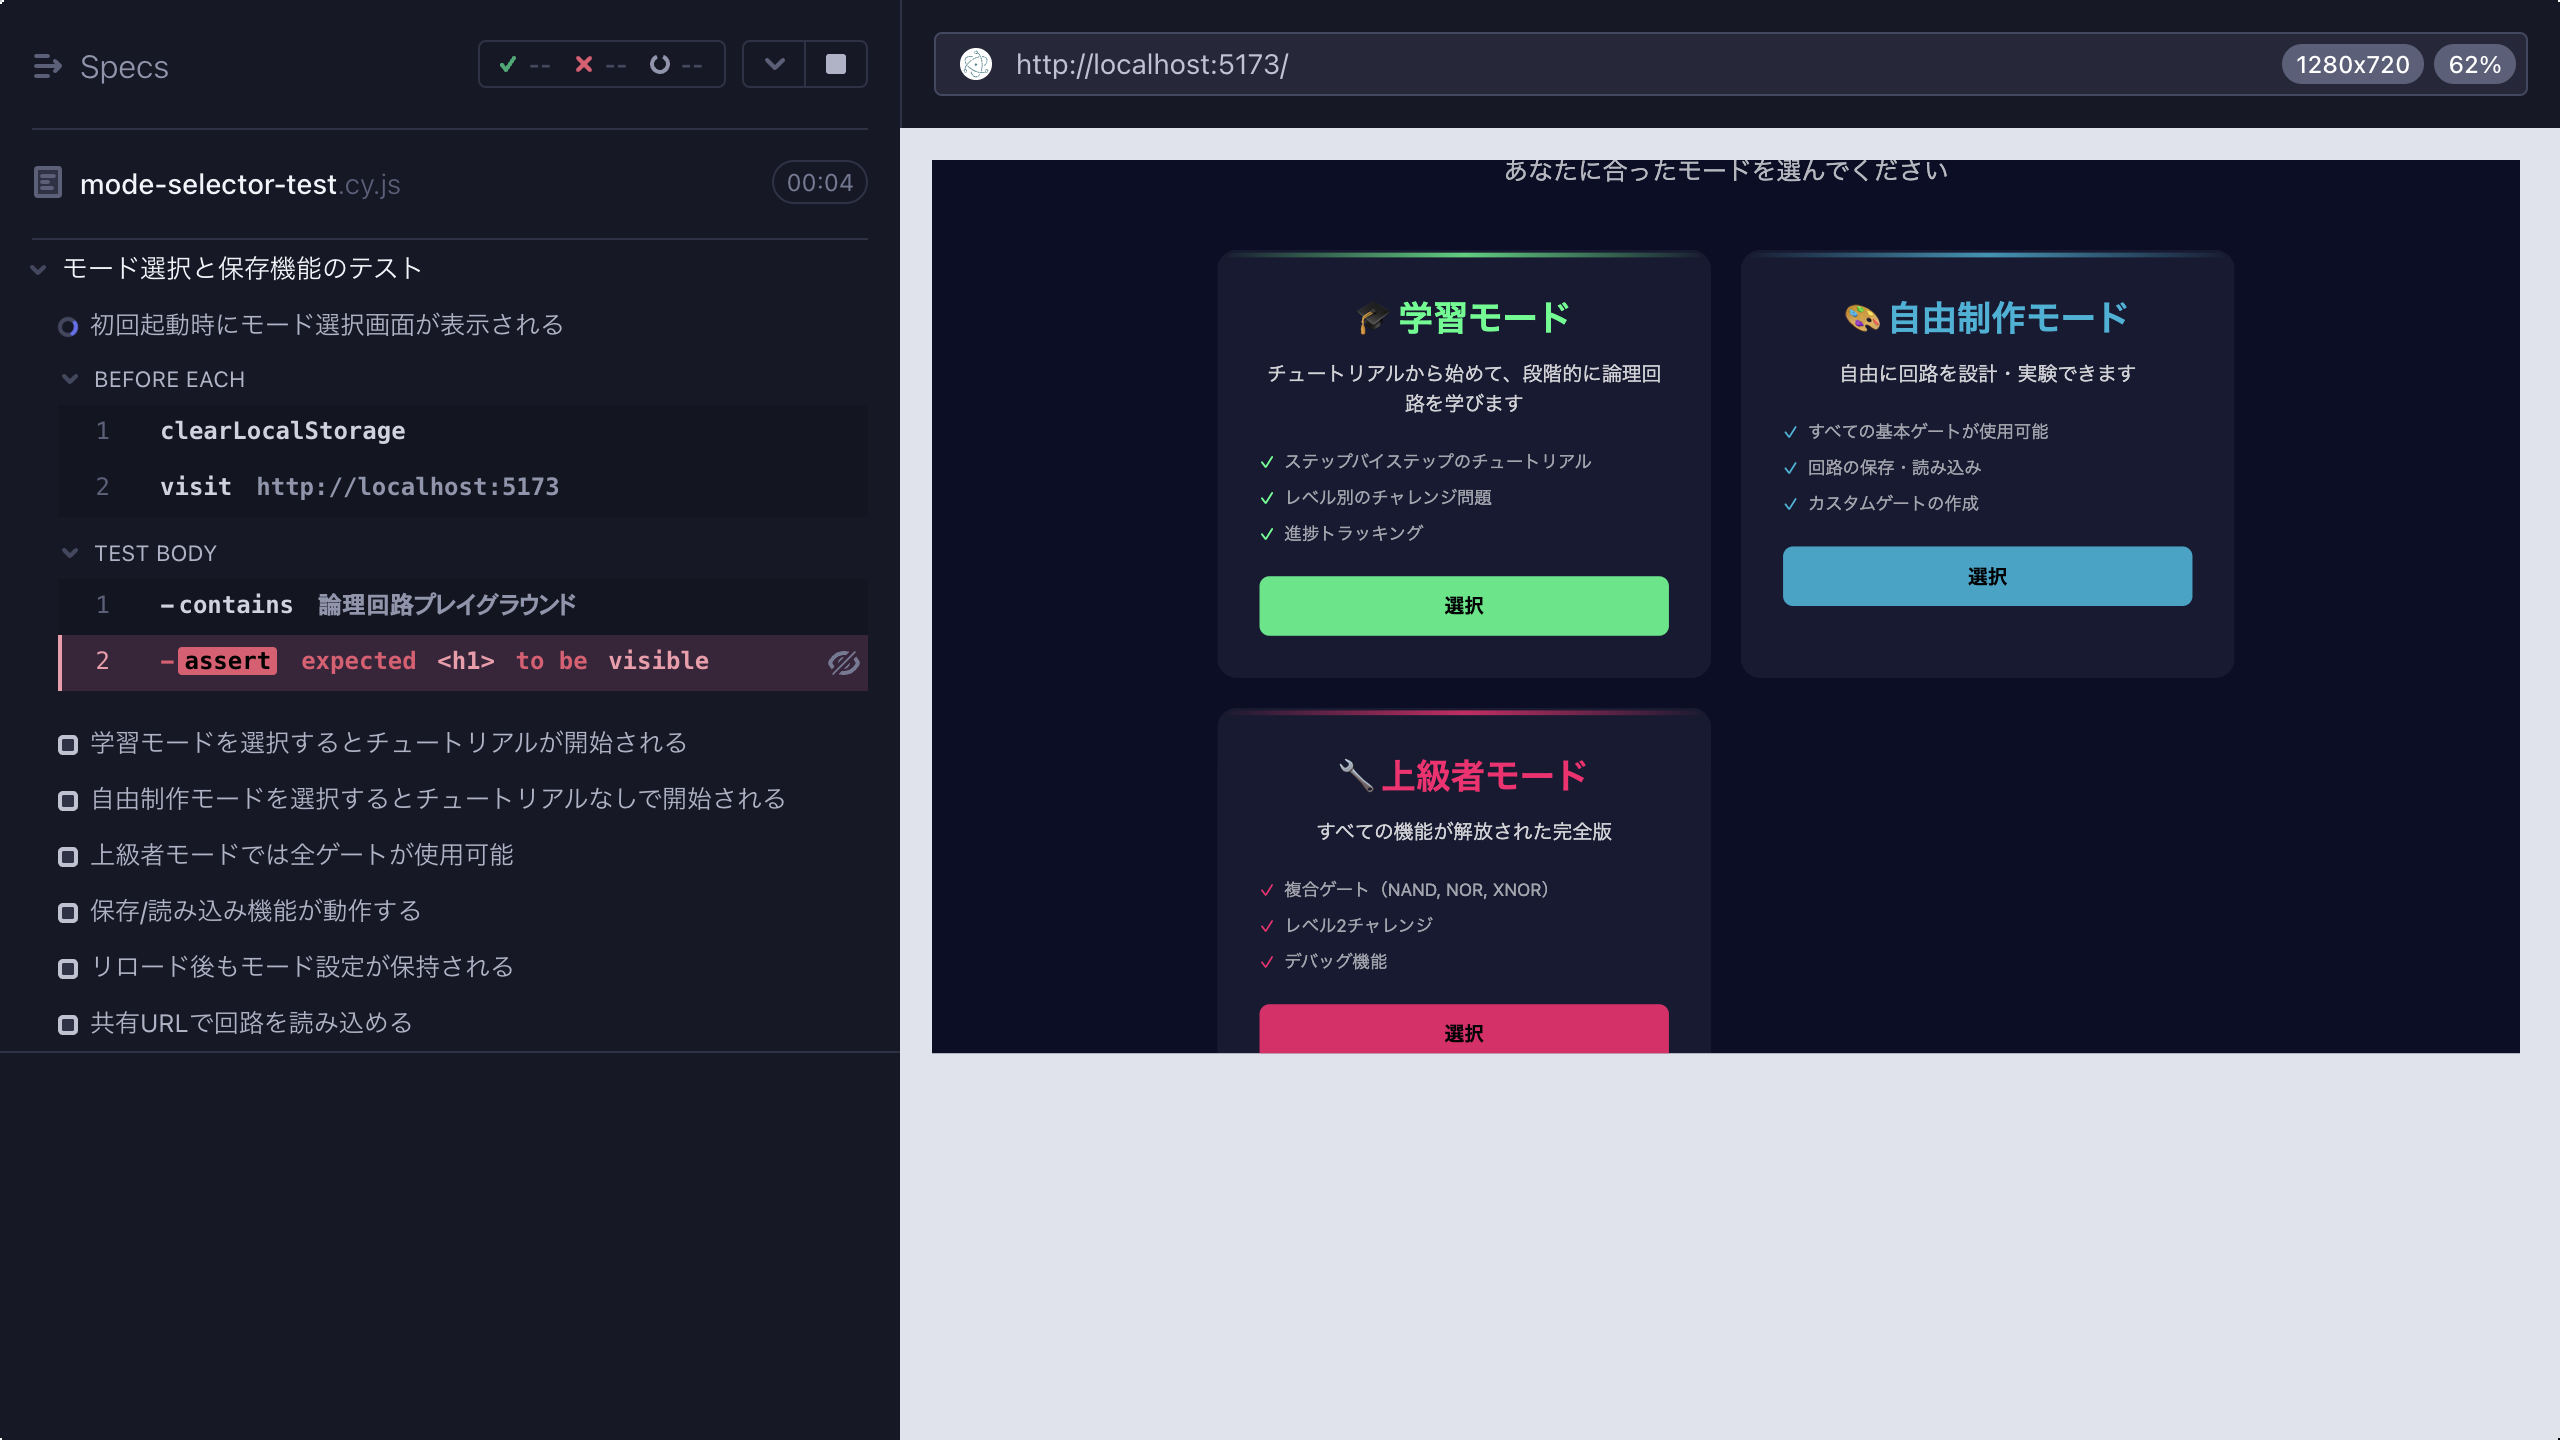 Specs
-- -- --
mode-selector-test.cy.js
00:04
モード選択と保存機能のテスト
初回起動時にモード選択画面が表示される
BEFORE EACH
1 clearLocalStorage
2 visit http://localhost:5173
TEST BODY
1 -contains 論理回路プレイグラウンド
2 -assert expected <h1> to be visible
学習モードを選択するとチュートリアルが開始される
自由制作モードを選択するとチュートリアルなしで開始される
上級者モードでは全ゲートが使用可能
保存/読み込み機能が動作する
リロード後もモード設定が保持される
共有URLで回路を読み込める
http://localhost:5173/
1280x720
62%
あなたに合ったモードを選んでください
🎓 学習モード
チュートリアルから始めて、段階的に論理回
路を学びます
✓ ステップバイステップのチュートリアル
✓ レベル別のチャレンジ問題
✓ 進捗トラッキング
選択
🎨 自由制作モード
自由に回路を設計・実験できます
✓ すべての基本ゲートが使用可能
✓ 回路の保存・読み込み
✓ カスタムゲートの作成
選択
🔧 上級者モード
すべての機能が解放された完全版
✓ 複合ゲート（NAND, NOR, XNOR）
✓ レベル2チャレンジ
✓ デバッグ機能
選択